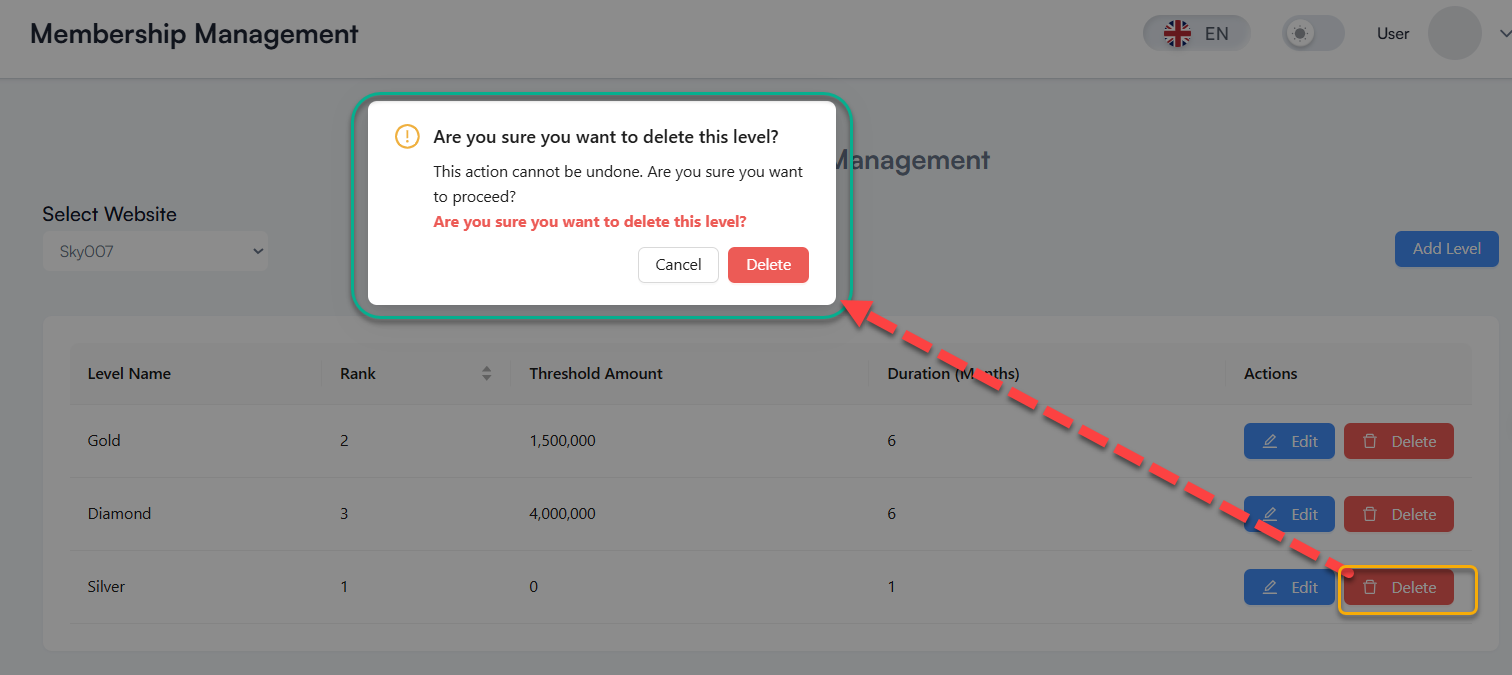 Membership Management
EN
User
Are you sure you want to delete this level?
This action cannot be undone. Are you sure you want
to proceed?
Are you sure you want to delete this level?
Cancel Delete
Management
Select Website
Sky007
Add Level
Level Name Rank Threshold Amount Duration (Months) Actions
Gold 2 1,500,000 6 Edit Delete
Diamond 3 4,000,000 6 Edit Delete
Silver 1 0 1 Edit Delete